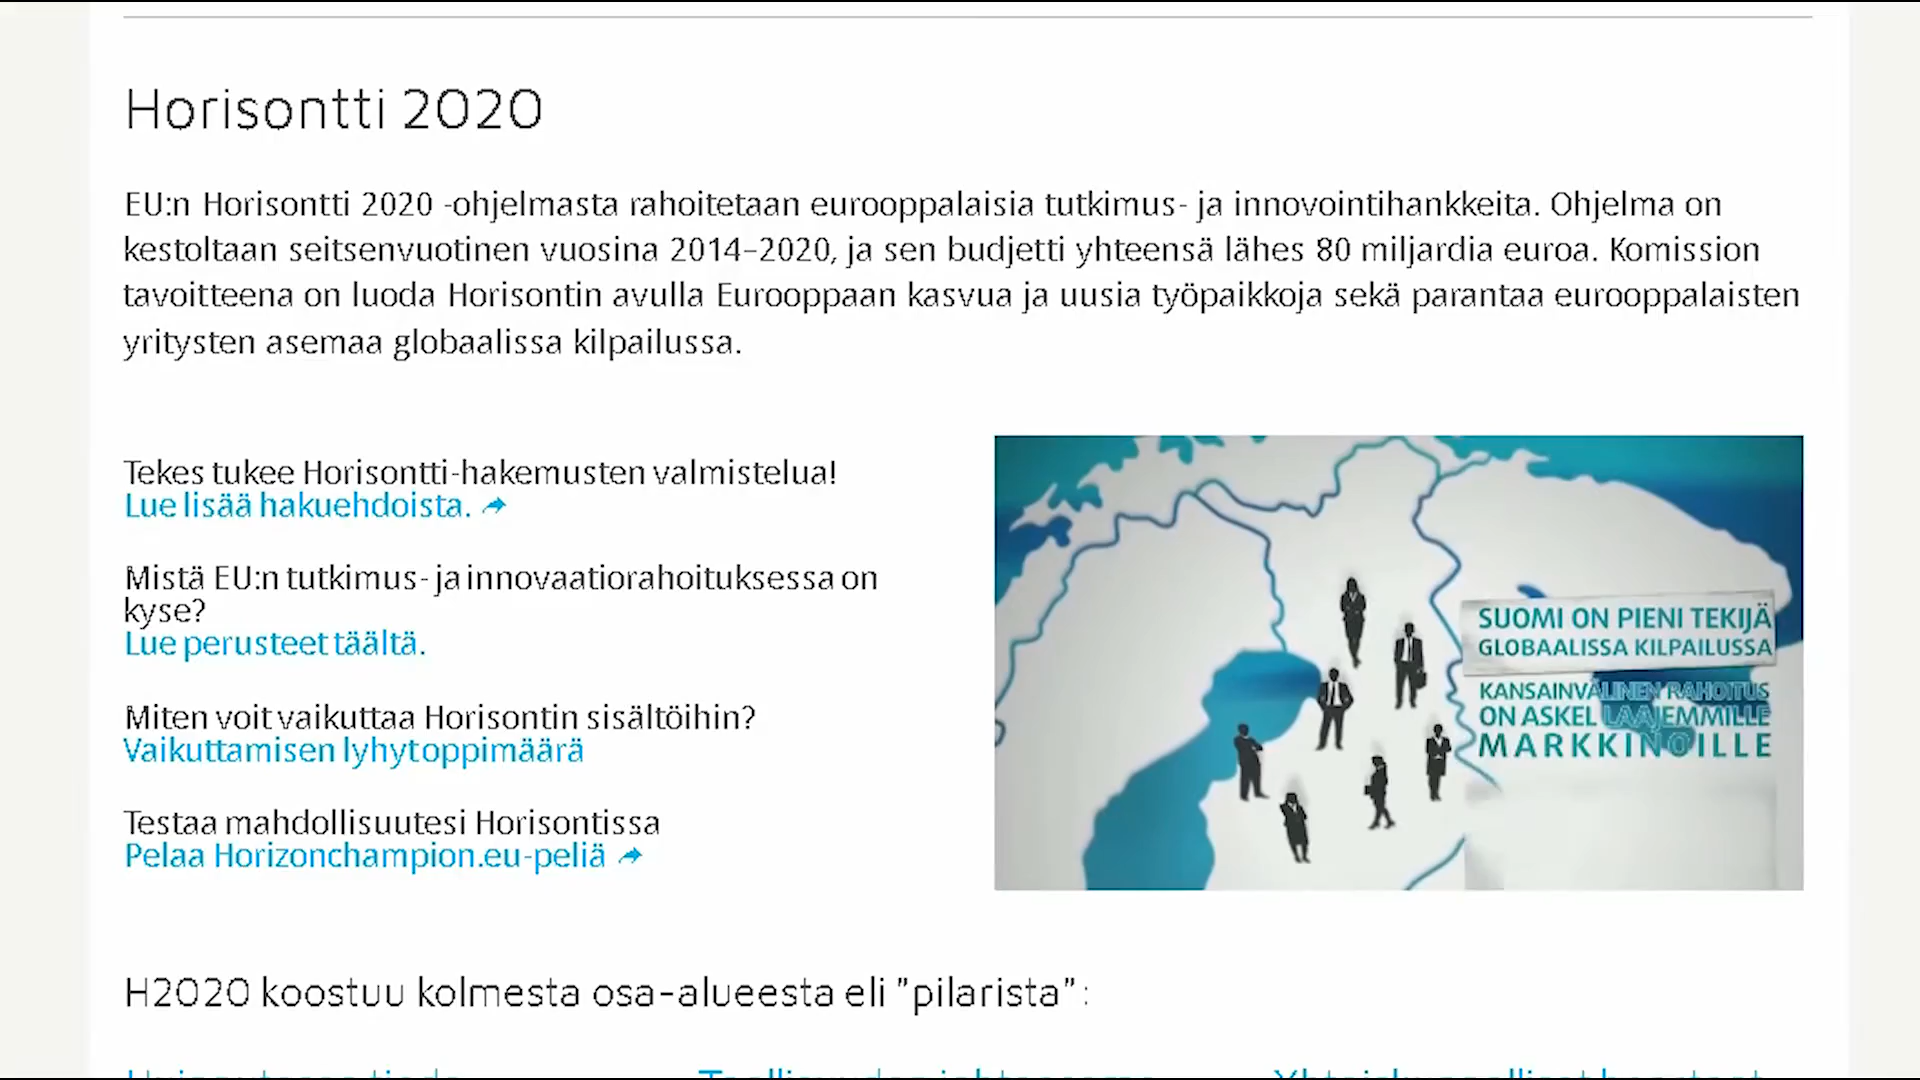 Horisontti 2020
EU:n Horisontti 2020 -ohjelmasta rahoitetaan eurooppalaisia tutkimus- ja innovointihankkeita. Ohjelma on
kestoltaan seitsenvuotinen vuosina 2014–2020, ja sen budjetti yhteensä lähes 80 miljardia euroa. Komission
tavoitteena on luoda Horisontin avulla Eurooppaan kasvua ja uusia työpaikkoja sekä parantaa eurooppalaisten
yritysten asemaa globaalissa kilpailussa.
Tekes tukee Horisontti-hakemusten valmistelua!
Lue lisää hakuehdoista.
Mistä EU:n tutkimus- ja innovaatiorahoituksessa on
kyse?
Lue perusteet täältä.
Miten voit vaikuttaa Horisontin sisältöihin?
Vaikuttamisen lyhyt oppimäärä
Testaa mahdollisuutesi Horisontissa
Pelaa Horizonchampion.eu-peliä
SUOMI ON PIENI TEKIJÄ
GLOBAALISSA KILPAILUSSA
KANSAINVÄLINEN RAHOITUS
ON ASKEL LAAJEMMILLE
MARKKINOILLE
H2020 koostuu kolmesta osa-alueesta eli "pilarista":